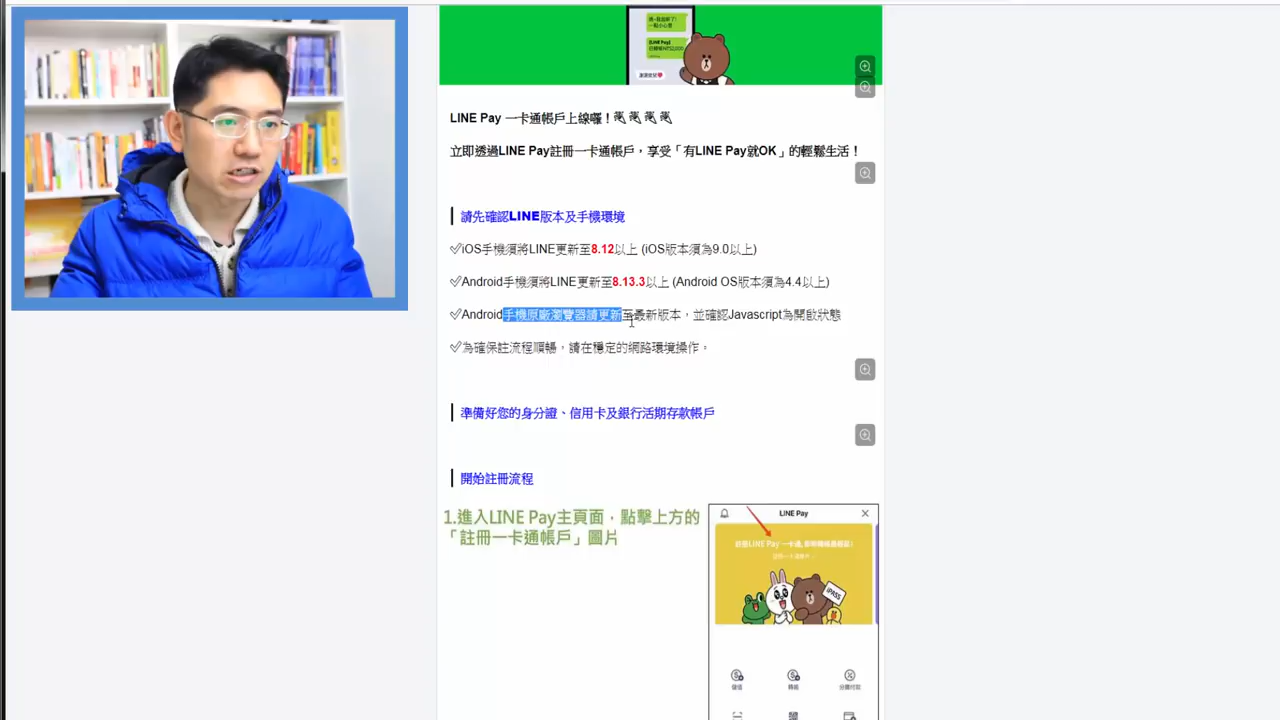 LINE Pay 一卡通帳戶上線囉！
立即透過LINE Pay註冊一卡通帳戶，享受「有LINE Pay就OK」的輕鬆生活！
請先確認LINE版本及手機環境
✓iOS手機須將LINE更新至8.12以上 (iOS版本須為9.0以上)
✓Android手機須將LINE更新至8.13.3以上 (Android OS版本須為4.4以上)
✓Android手機原廠瀏覽器請更新至最新版本，並確認Javascript為開啟狀態
✓為確保註流程順暢，請在穩定的網路環境操作。
準備好您的身分證、信用卡及銀行活期存款帳戶
開始註冊流程
1.進入LINE Pay主頁面，點擊上方的
「註冊一卡通帳戶」圖片
LINE Pay
iPASS
儲值
轉帳
分攤付款